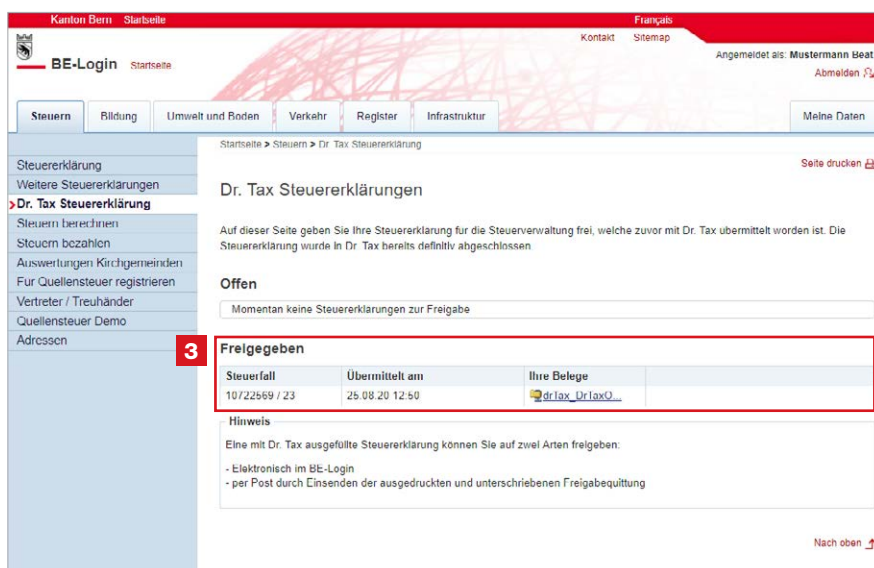 Kanton Bern Startseite Français
Kontakt Sitemap
BE-Login Startseite
Angemeldet als: Mustermann Beat
Abmelden
Steuern Bildung Umwelt und Boden Verkehr Register Infrastruktur Meine Daten
Startseite > Steuern > Dr. Tax Steuererklärung
Seite drucken
Steuererklärung
Weitere Steuererklärungen
Dr. Tax Steuererklärung
Steuern berechnen
Steuern bezahlen
Auswertungen Kirchgemeinden
Für Quellensteuer registrieren
Vertreter / Treuhänder
Quellensteuer Demo
Adressen
Dr. Tax Steuererklärungen
Auf dieser Seite geben Sie Ihre Steuererklärung für die Steuerverwaltung frei, welche zuvor mit Dr. Tax übermittelt worden ist. Die
Steuererklärung wurde in Dr. Tax bereits definitiv abgeschlossen
Offen
Momentan keine Steuererklärungen zur Freigabe
3
Freigegeben
Steuerfall Übermittelt am Ihre Belege
10722569 / 23 25.08.20 12:50 drTax_DrTaxO...
Hinweis
Eine mit Dr. Tax ausgefüllte Steuererklärung können Sie auf zwei Arten freigeben:
- Elektronisch im BE-Login
- per Post durch Einsenden der ausgedruckten und unterschriebenen Freigabequittung
Nach oben